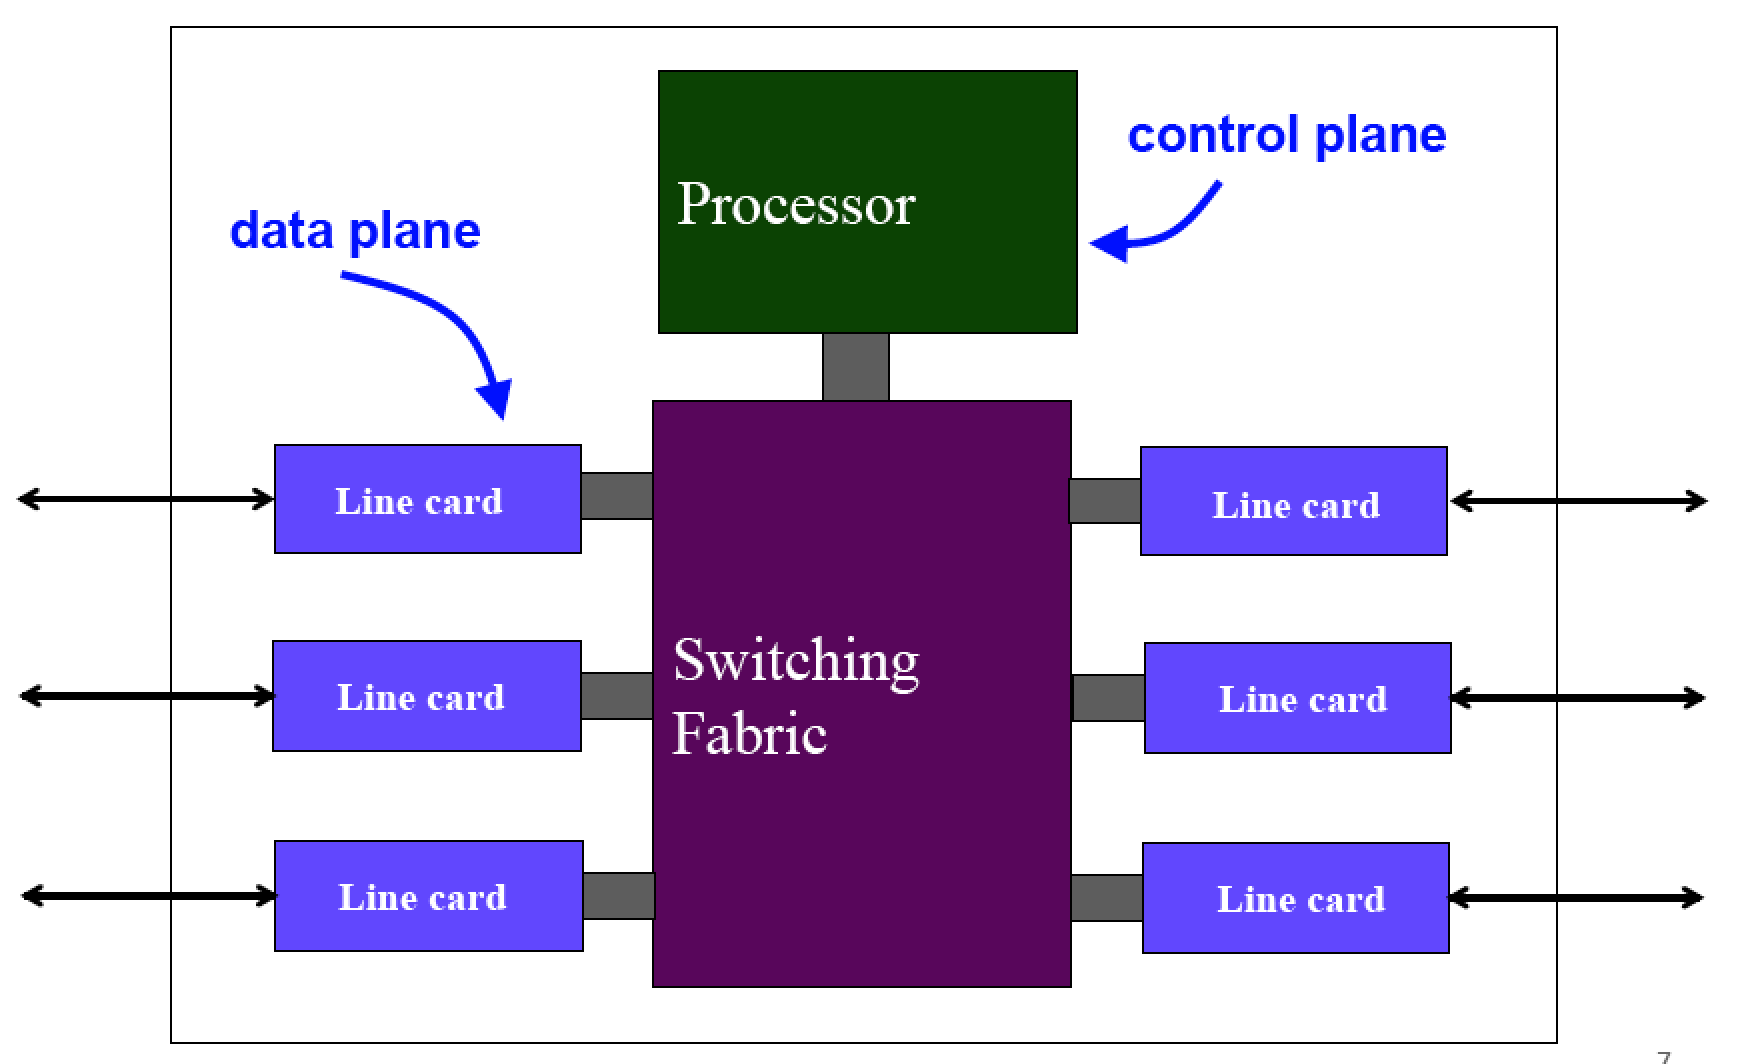 control plane
Processor
data plane
Line card
Line card
Switching
Fabric
Line card
Line card
Line card
Line card
7